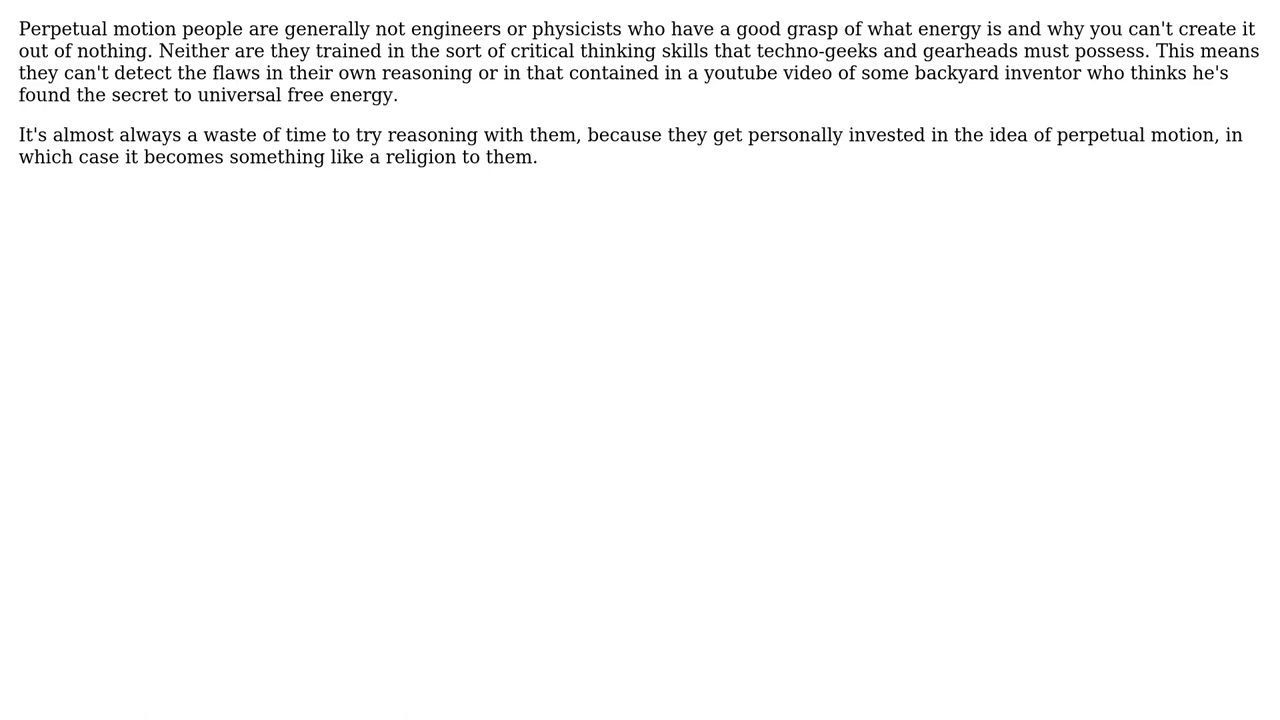 Perpetual motion people are generally not engineers or physicists who have a good grasp of what energy is and why you can't create it
out of nothing. Neither are they trained in the sort of critical thinking skills that techno-geeks and gearheads must possess. This means
they can't detect the flaws in their own reasoning or in that contained in a youtube video of some backyard inventor who thinks he's
found the secret to universal free energy.
It's almost always a waste of time to try reasoning with them, because they get personally invested in the idea of perpetual motion, in
which case it becomes something like a religion to them.